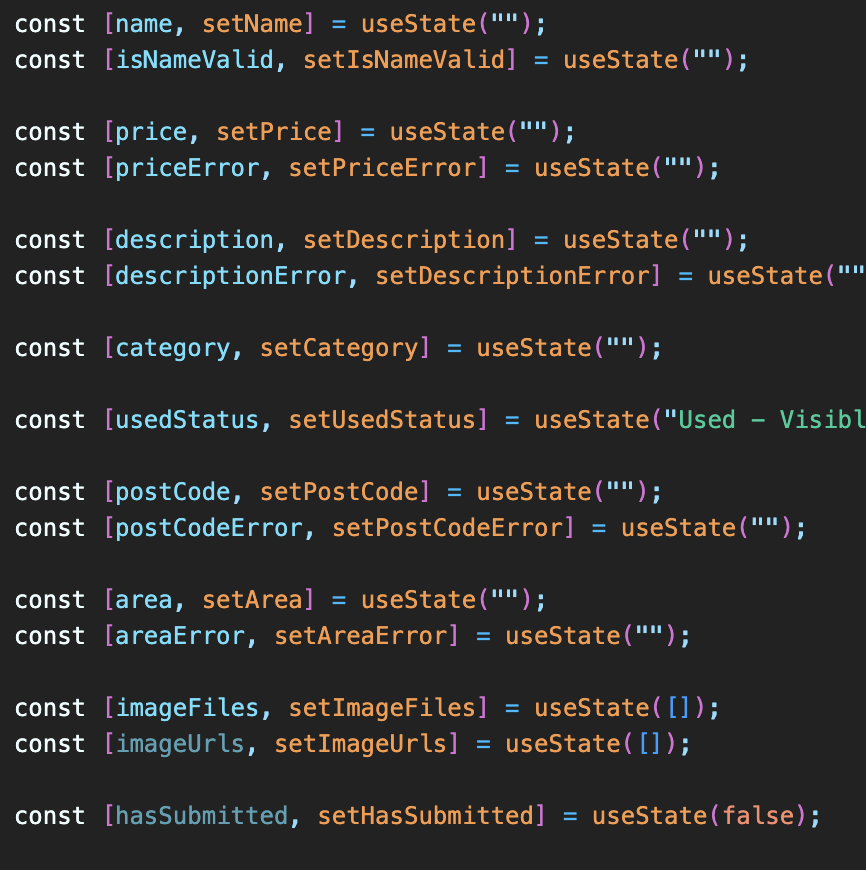 const [name, setName] = useState("");
const [isNameValid, setIsNameValid] = useState("");
const [price, setPrice] = useState("");
const [priceError, setPriceError] = useState("");
const [description, setDescription] = useState("");
const [descriptionError, setDescriptionError] = useState(""
const [category, setCategory] = useState("");
const [usedStatus, setUsedStatus] = useState("Used - Visibl
const [postCode, setPostCode] = useState("");
const [postCodeError, setPostCodeError] = useState("");
const [area, setArea] = useState("");
const [areaError, setAreaError] = useState("");
const [imageFiles, setImageFiles] = useState([]);
const [imageUrls, setImageUrls] = useState([]);
const [hasSubmitted, setHasSubmitted] = useState(false);